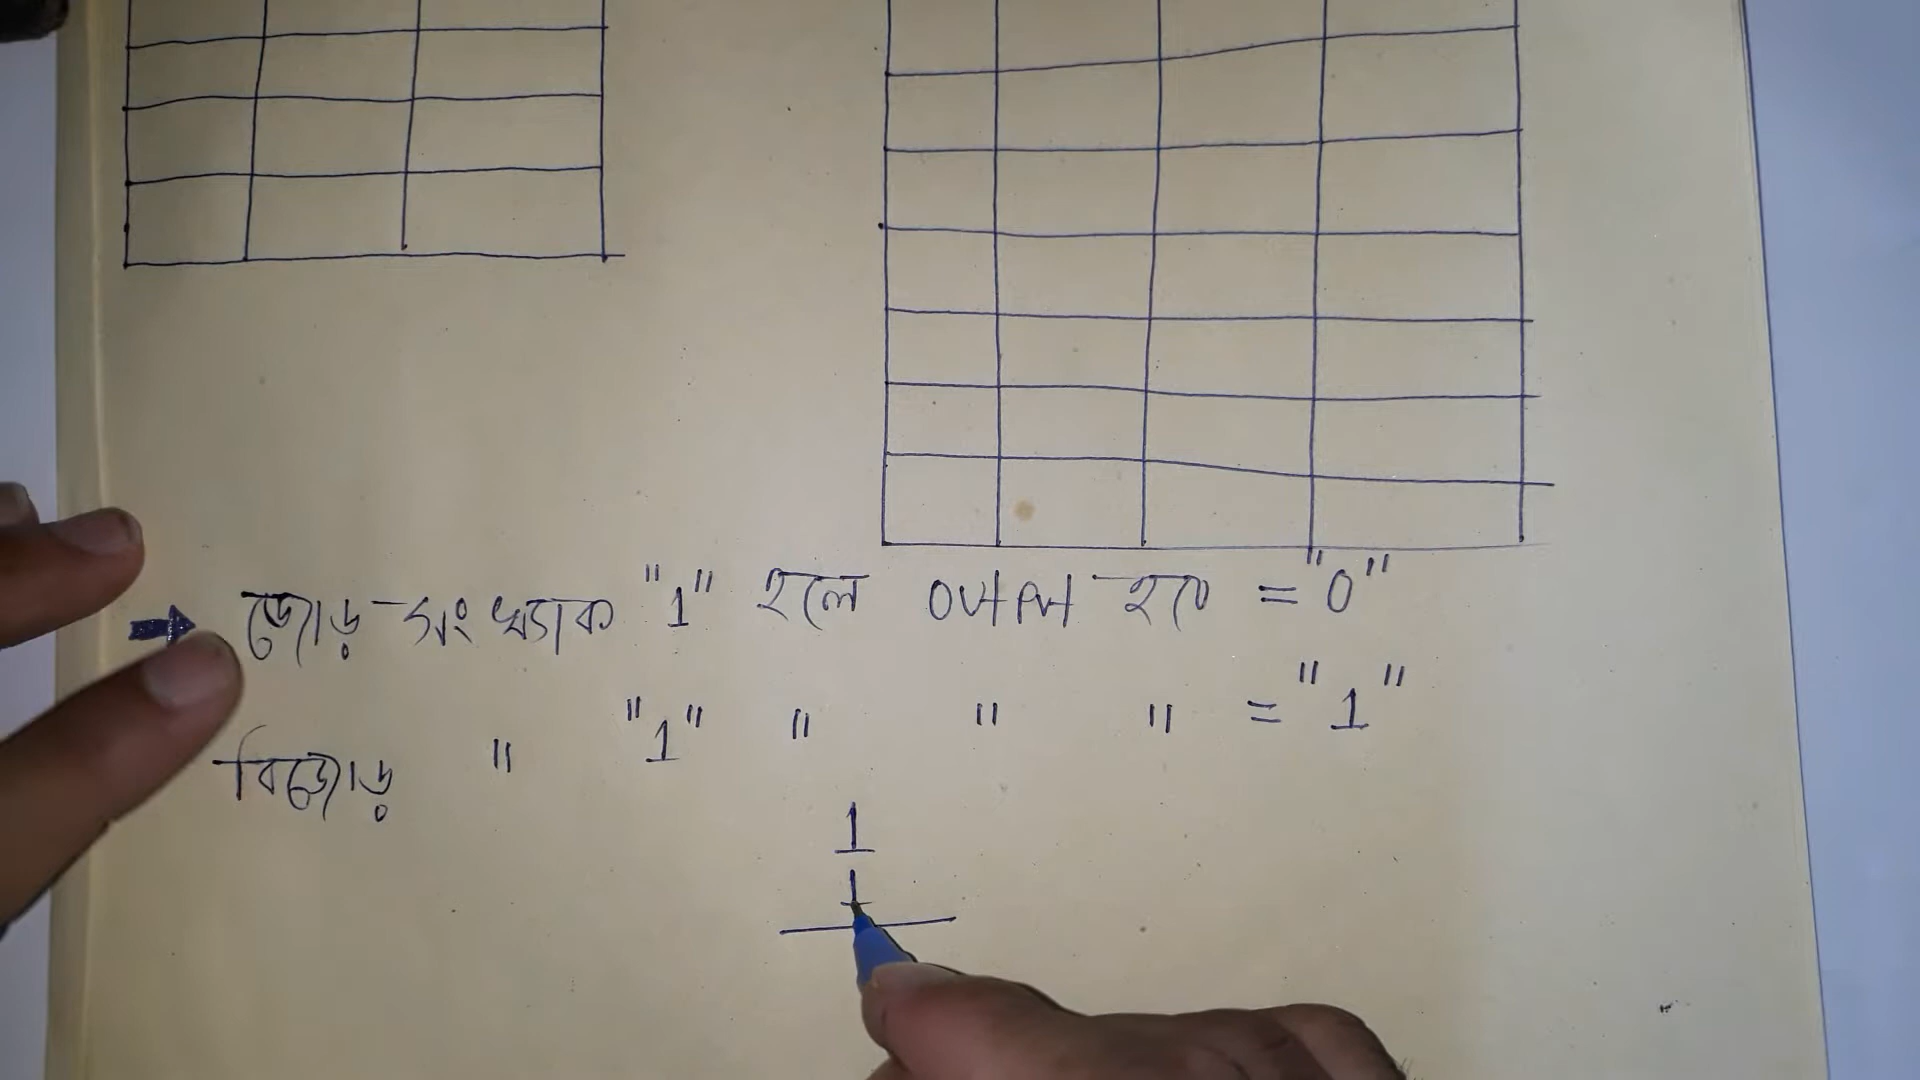 জোড় সংখ্যক "1" হলে output হবে = "0"
বিজোড় " "1" " " " = "1"
1
1